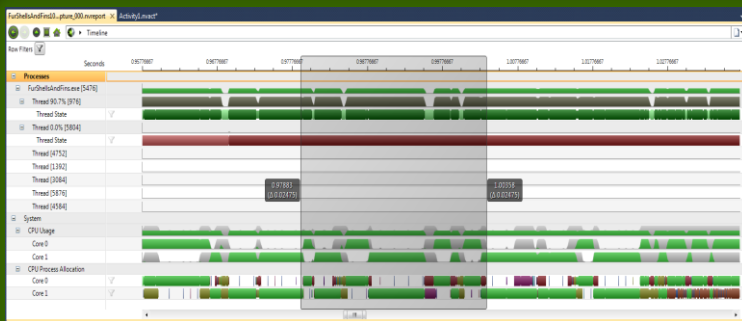 FurShellsAndFins10...pture_000.nvreport X Activity1.nvact*
Timeline
Row Filters
Seconds 0.95776667 0.96776667 0.97776667 0.98776667 0.99776667 1.00776667 1.01776667 1.02776667
Processes
FurShellsAndFins.exe [5476]
Thread 90.7% [976]
Thread State
Thread 0.0% [5804]
Thread State
Thread [4752]
Thread [1392]
Thread [3084]
Thread [5876]
Thread [4584]
0.97883
(Δ 0.02475)
1.00358
(Δ 0.02475)
System
CPU Usage
Core 0
Core 1
CPU Process Allocation
Core 0
Core 1